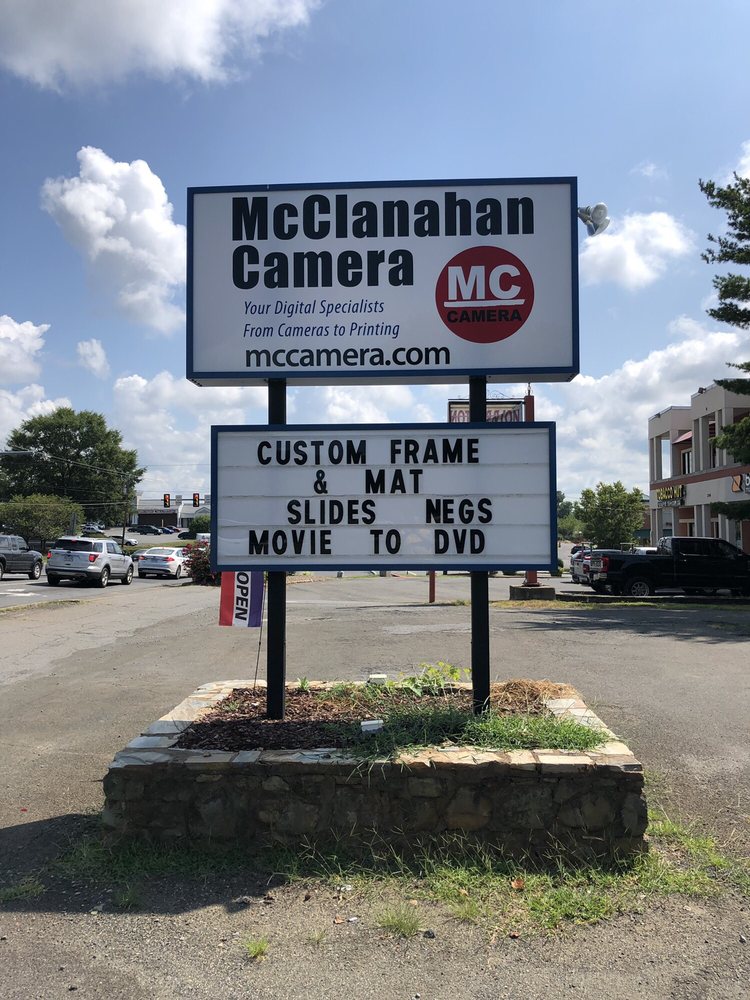 McClanahan
Camera
MC
CAMERA
Your Digital Specialists
From Cameras to Printing
mccamera.com
CUSTOM FRAME
& MAT
SLIDES NEGS
MOVIE TO DVD
OPEN